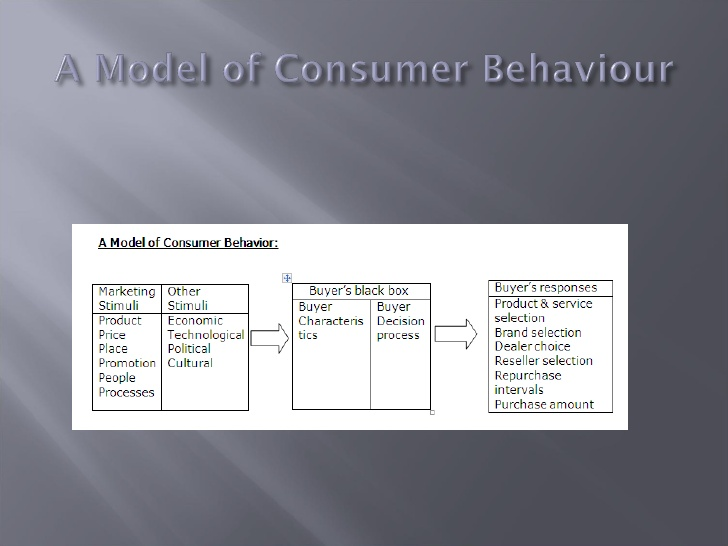 A Model of Consumer Behaviour
A Model of Consumer Behavior:
Marketing
Stimuli
Product
Price
Place
Promotion
People
Processes
Other
Stimuli
Economic
Technological
Political
Cultural
Buyer's black box
Buyer
Characteris
tics
Buyer
Decision
process
Buyer's responses
Product & service
selection
Brand selection
Dealer choice
Reseller selection
Repurchase
intervals
Purchase amount